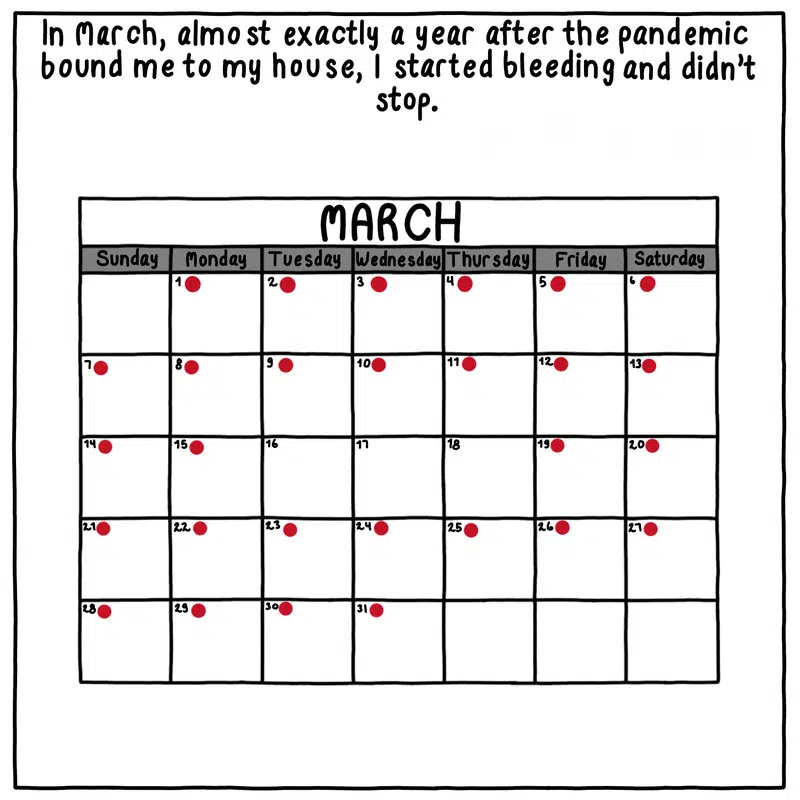 In March, almost exactly a year after the pandemic
bound me to my house, I started bleeding and didn't
stop.
MARCH
Sunday Monday Tuesday Wednesday Thursday Friday Saturday
1 2 3 4 5 6
7 8 9 10 11 12 13
14 15 16 17 18 19 20
21 22 23 24 25 26 27
28 29 30 31